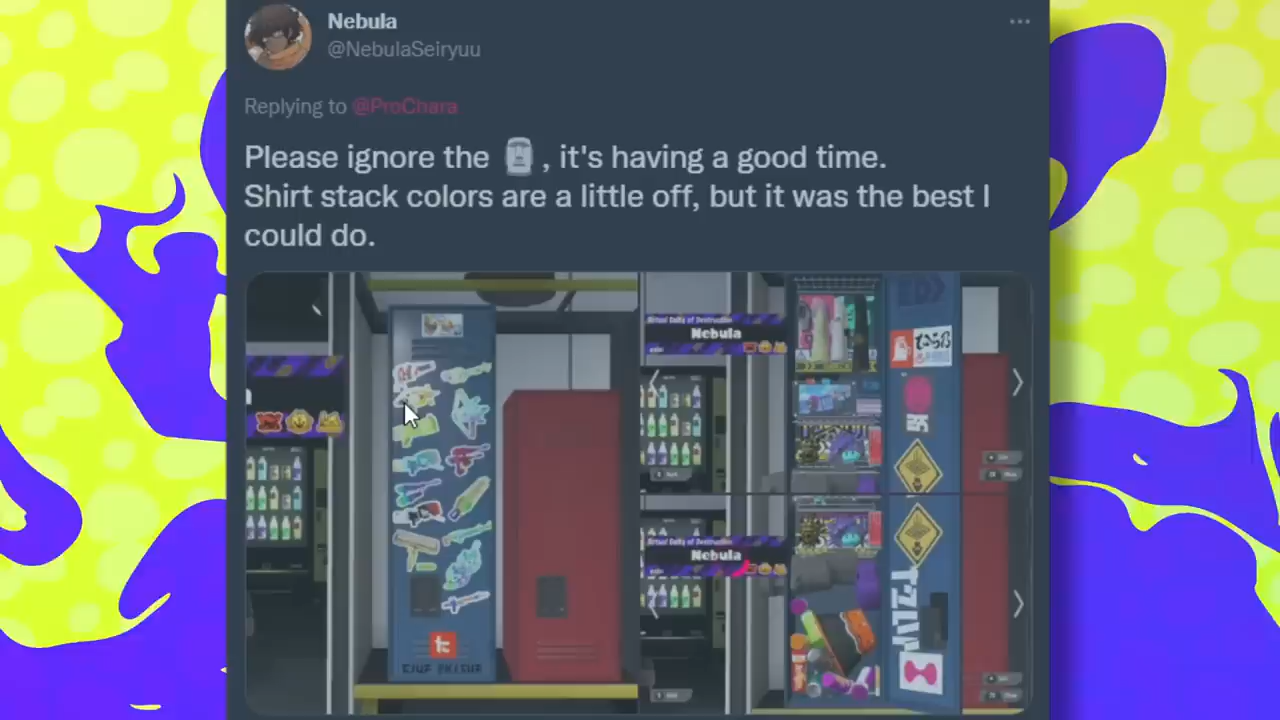 Nebula
@NebulaSeiryuu
Replying to @ProChara
Please ignore the 🗿, it's having a good time.
Shirt stack colors are a little off, but it was the best I
could do.
Nebula
Nebula